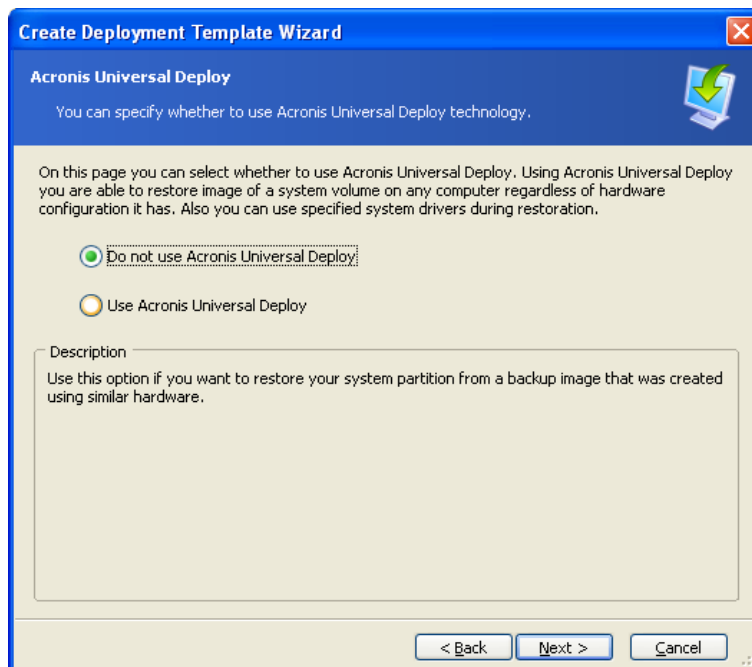 Create Deployment Template Wizard
Acronis Universal Deploy
You can specify whether to use Acronis Universal Deploy technology.
On this page you can select whether to use Acronis Universal Deploy. Using Acronis Universal Deploy
you are able to restore image of a system volume on any computer regardless of hardware
configuration it has. Also you can use specified system drivers during restoration.
Do not use Acronis Universal Deploy
Use Acronis Universal Deploy
Description
Use this option if you want to restore your system partition from a backup image that was created
using similar hardware.
< Back Next > Cancel